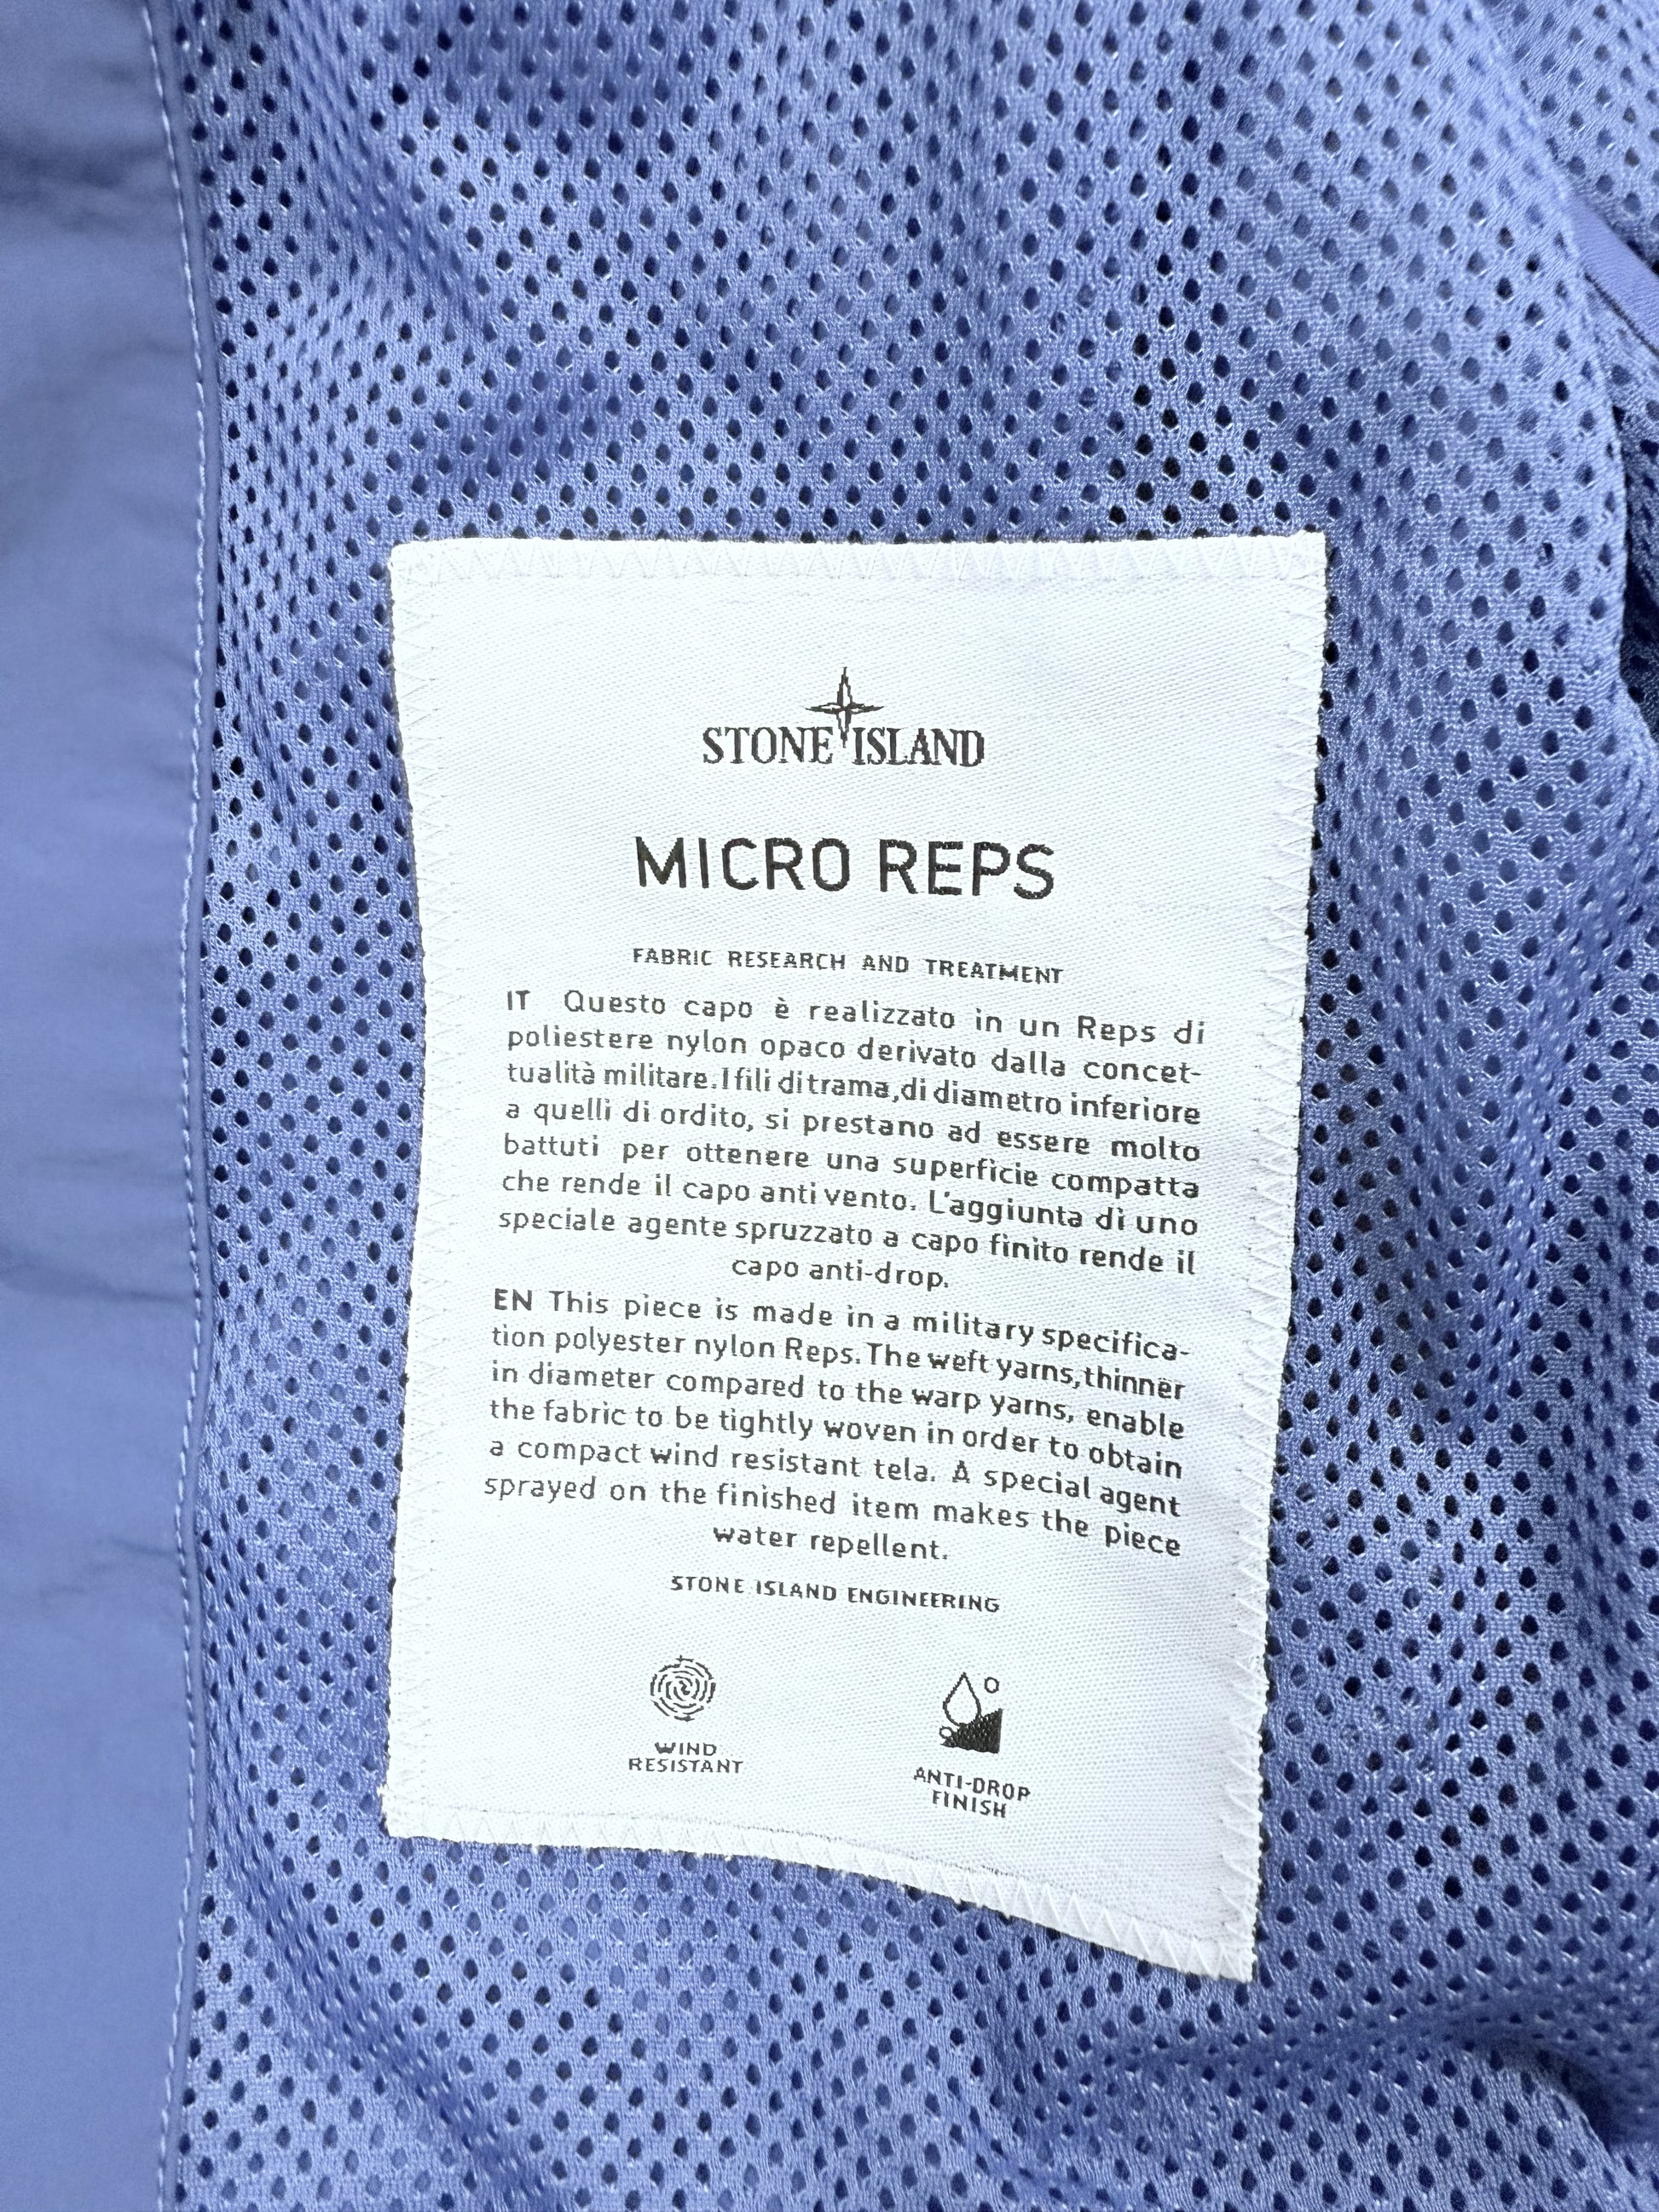 STONE ISLAND
MICRO REPS
FABRIC RESEARCH AND TREATMENT
IT Questo capo è realizzato in un Reps di
poliestere nylon opaco derivato dalla concet-
tualità militare. I fili di trama, di diametro inferiore
a quelli di ordito, si prestano ad essere molto
battuti per ottenere una superficie compatta
che rende il capo anti vento. L'aggiunta di uno
speciale agente spruzzato a capo finito rende il
capo anti-drop.
EN This piece is made in a military specifica-
tion polyester nylon Reps. The weft yarns, thinner
in diameter compared to the warp yarns, enable
the fabric to be tightly woven in order to obtain
a compact wind resistant tela. A special agent
sprayed on the finished item makes the piece
water repellent.
STONE ISLAND ENGINEERING
WIND
RESISTANT
ANTI-DROP
FINISH